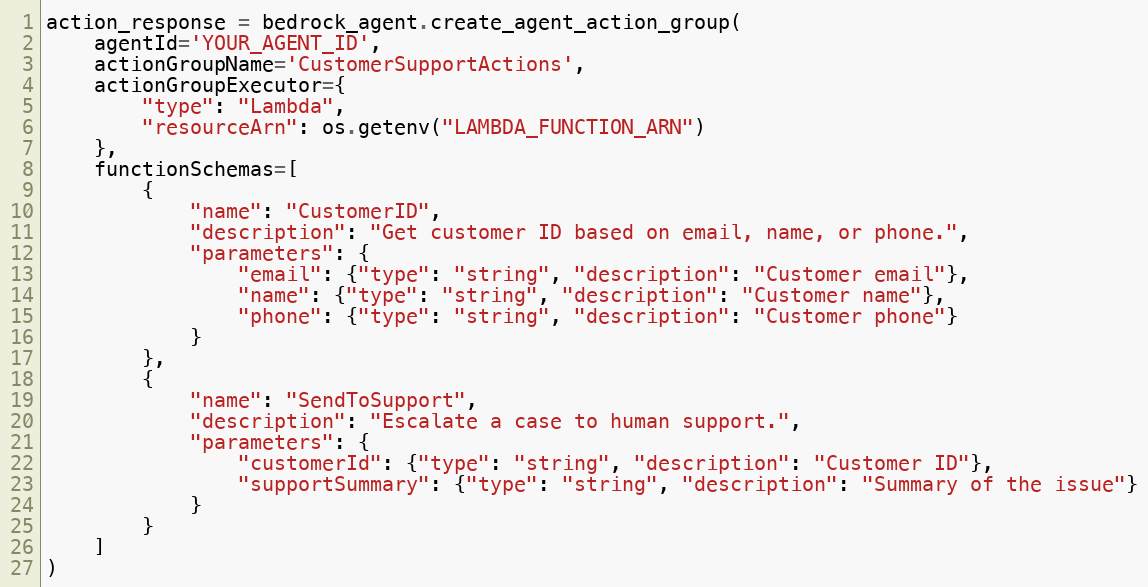 1 action_response = bedrock_agent.create_agent_action_group(
2     agentId='YOUR_AGENT_ID',
3     actionGroupName='CustomerSupportActions',
4     actionGroupExecutor={
5         "type": "Lambda",
6         "resourceArn": os.getenv("LAMBDA_FUNCTION_ARN")
7     },
8     functionSchemas=[
9         {
10             "name": "CustomerID",
11             "description": "Get customer ID based on email, name, or phone.",
12             "parameters": {
13                 "email": {"type": "string", "description": "Customer email"},
14                 "name": {"type": "string", "description": "Customer name"},
15                 "phone": {"type": "string", "description": "Customer phone"}
16             }
17         },
18         {
19             "name": "SendToSupport",
20             "description": "Escalate a case to human support.",
21             "parameters": {
22                 "customerId": {"type": "string", "description": "Customer ID"},
23                 "supportSummary": {"type": "string", "description": "Summary of the issue"}
24             }
25         }
26     ]
27 )